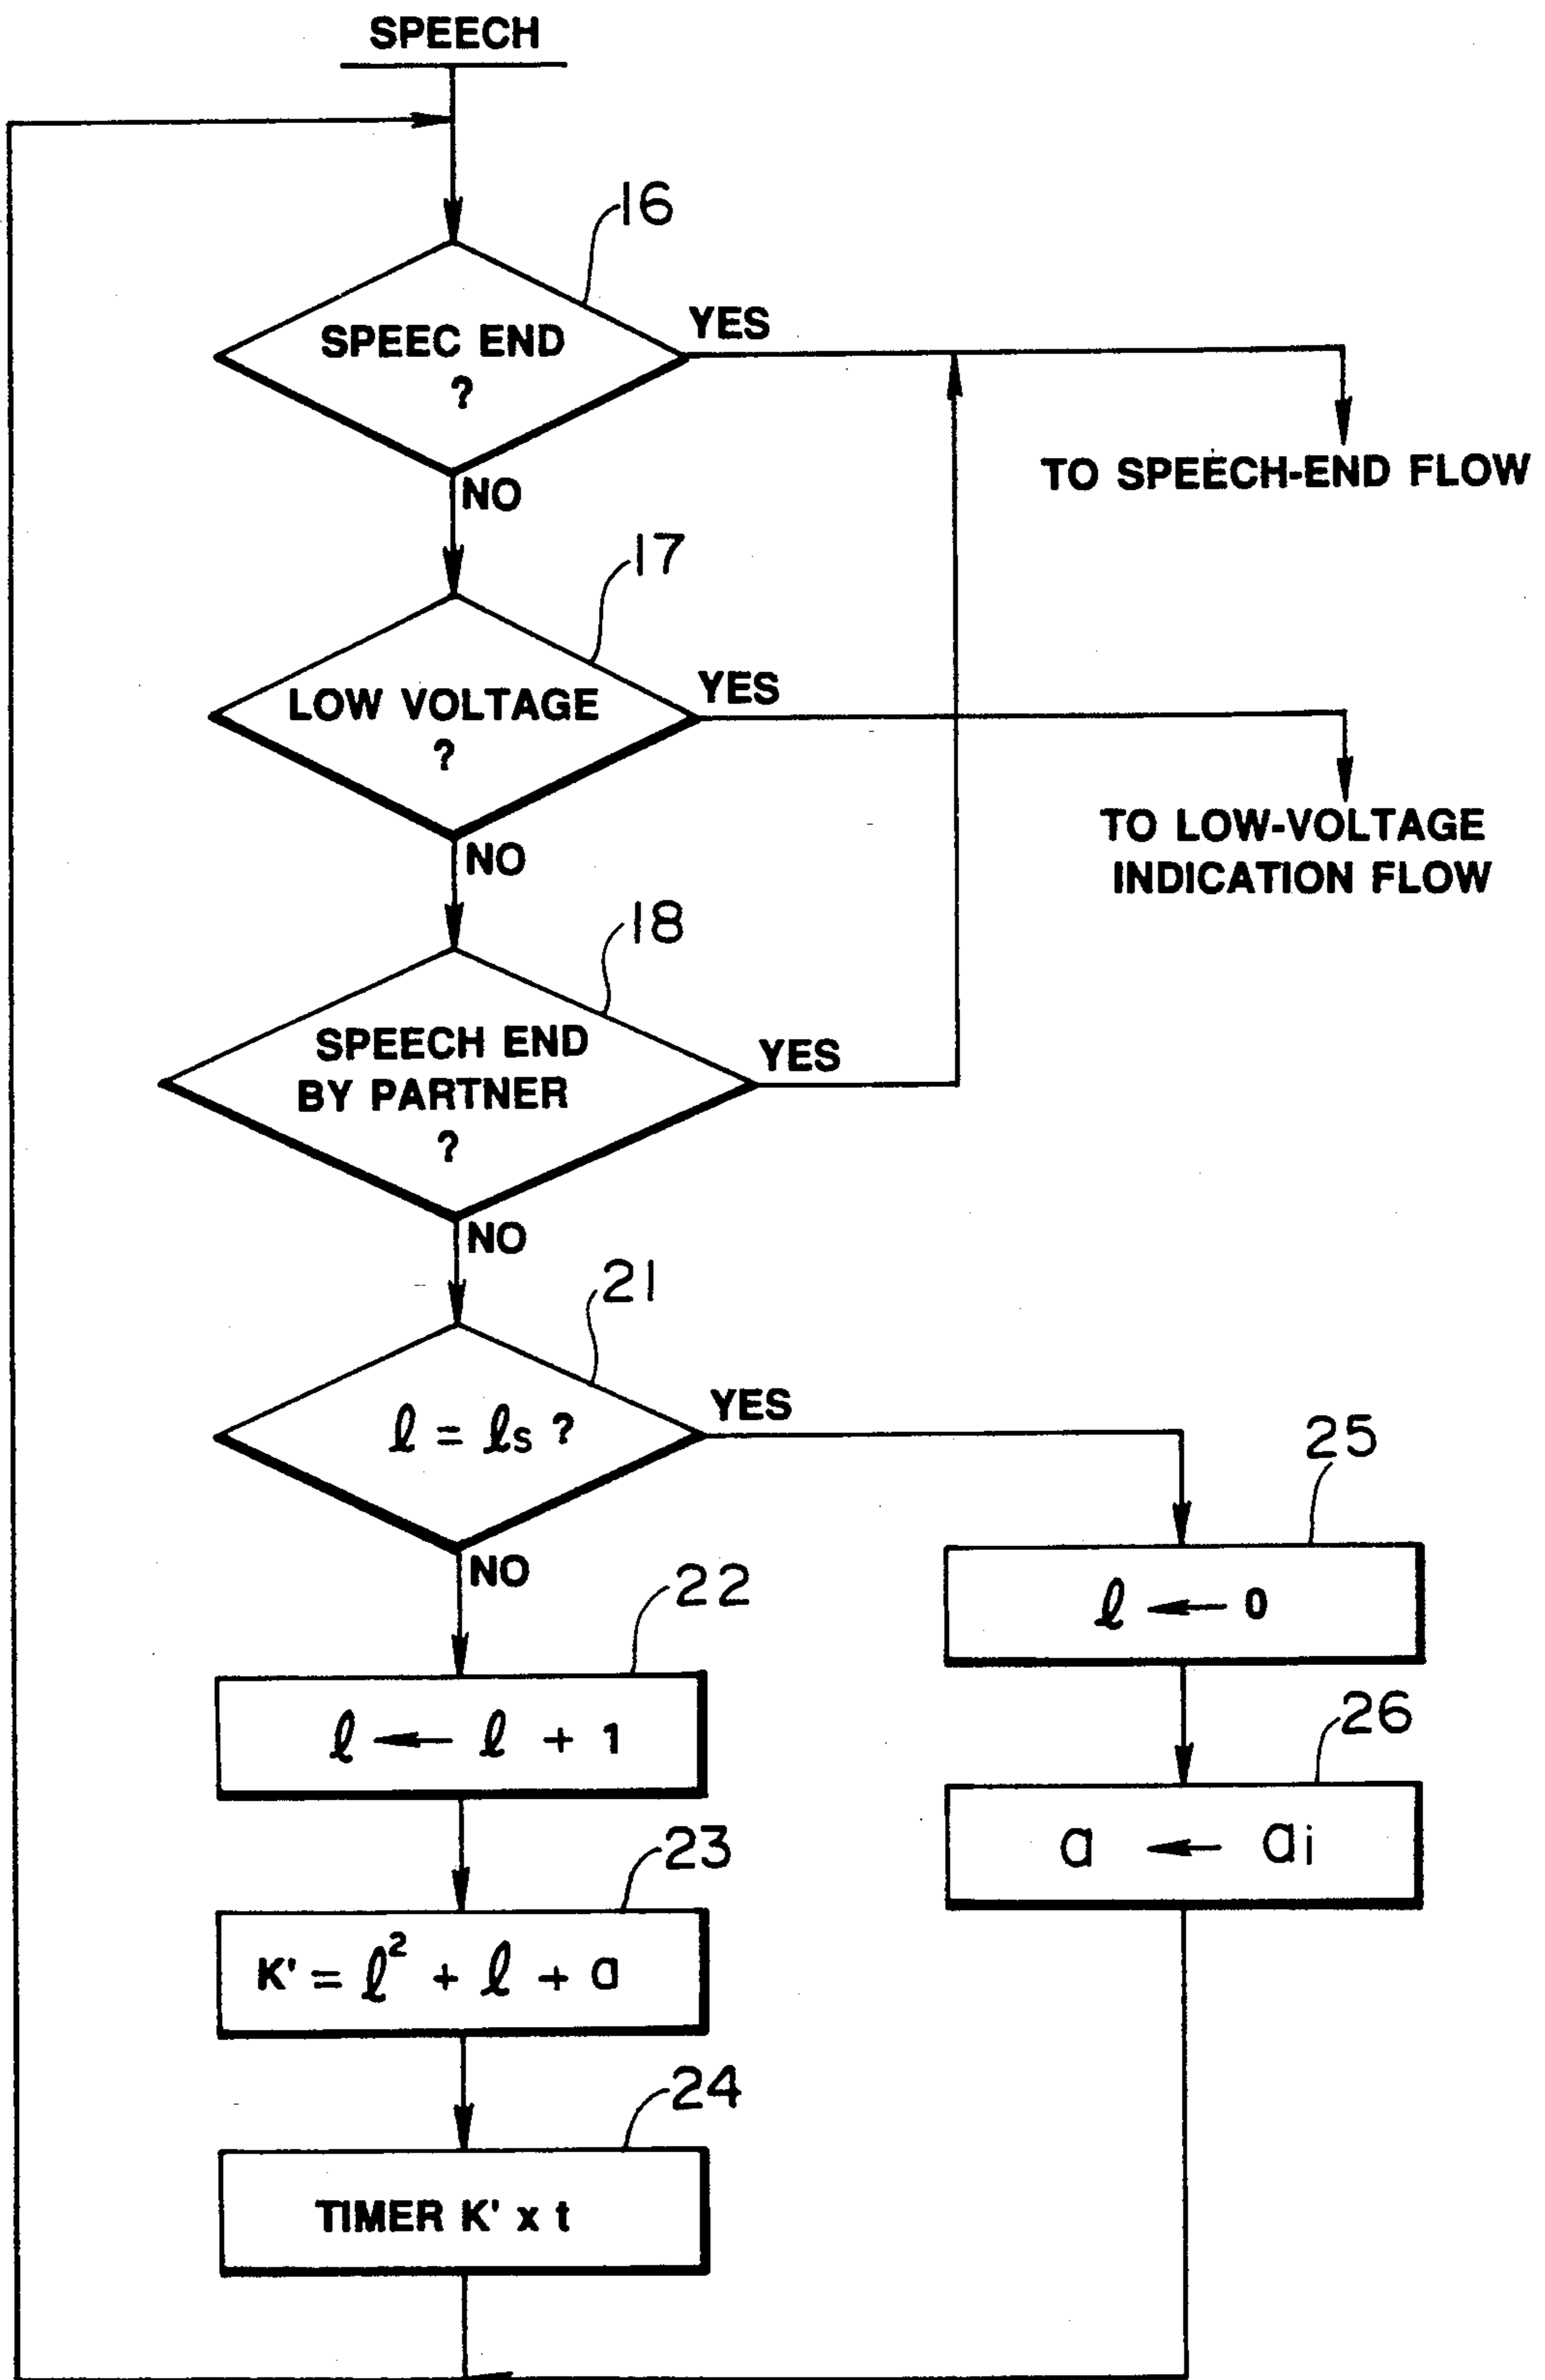 SPEECH
16
SPEEC END
?
YES
NO
TO SPEECH-END FLOW
17
LOW VOLTAGE
?
YES
NO
TO LOW-VOLTAGE
INDICATION FLOW
18
SPEECH END
BY PARTNER
?
YES
NO
21
ℓ = ℓs ?
YES
NO
25
ℓ ← 0
22
ℓ ← ℓ + 1
26
a ← ai
23
K' = ℓ² + ℓ + a
24
TIMER K' x t